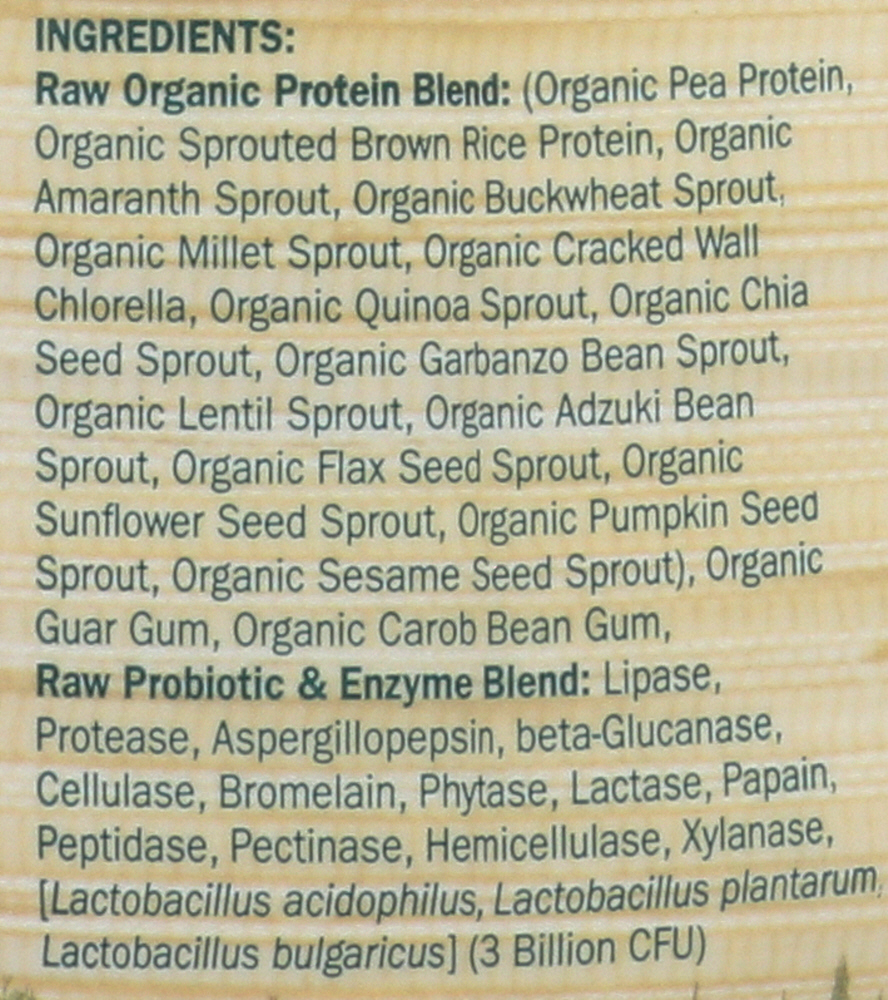 INGREDIENTS:
Raw Organic Protein Blend: (Organic Pea Protein,
Organic Sprouted Brown Rice Protein, Organic
Amaranth Sprout, Organic Buckwheat Sprout,
Organic Millet Sprout, Organic Cracked Wall
Chlorella, Organic Quinoa Sprout, Organic Chia
Seed Sprout, Organic Garbanzo Bean Sprout,
Organic Lentil Sprout, Organic Adzuki Bean
Sprout, Organic Flax Seed Sprout, Organic
Sunflower Seed Sprout, Organic Pumpkin Seed
Sprout, Organic Sesame Seed Sprout), Organic
Guar Gum, Organic Carob Bean Gum,
Raw Probiotic & Enzyme Blend: Lipase,
Protease, Aspergillopepsin, beta-Glucanase,
Cellulase, Bromelain, Phytase, Lactase, Papain,
Peptidase, Pectinase, Hemicellulase, Xylanase,
[Lactobacillus acidophilus, Lactobacillus plantarum,
Lactobacillus bulgaricus] (3 Billion CFU)